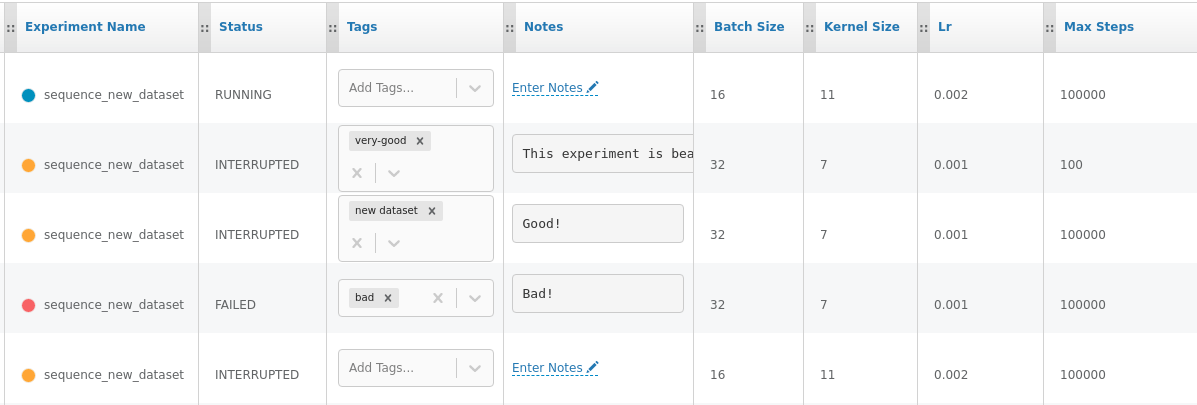 Experiment Name Status Tags Notes Batch Size Kernel Size Lr Max Steps
sequence_new_dataset RUNNING Add Tags... Enter Notes 16 11 0.002 100000
sequence_new_dataset INTERRUPTED very-good This experiment is bea 32 7 0.001 100
sequence_new_dataset INTERRUPTED new dataset Good! 32 7 0.001 100000
sequence_new_dataset FAILED bad Bad! 32 7 0.001 100000
sequence_new_dataset INTERRUPTED Add Tags... Enter Notes 16 11 0.002 100000